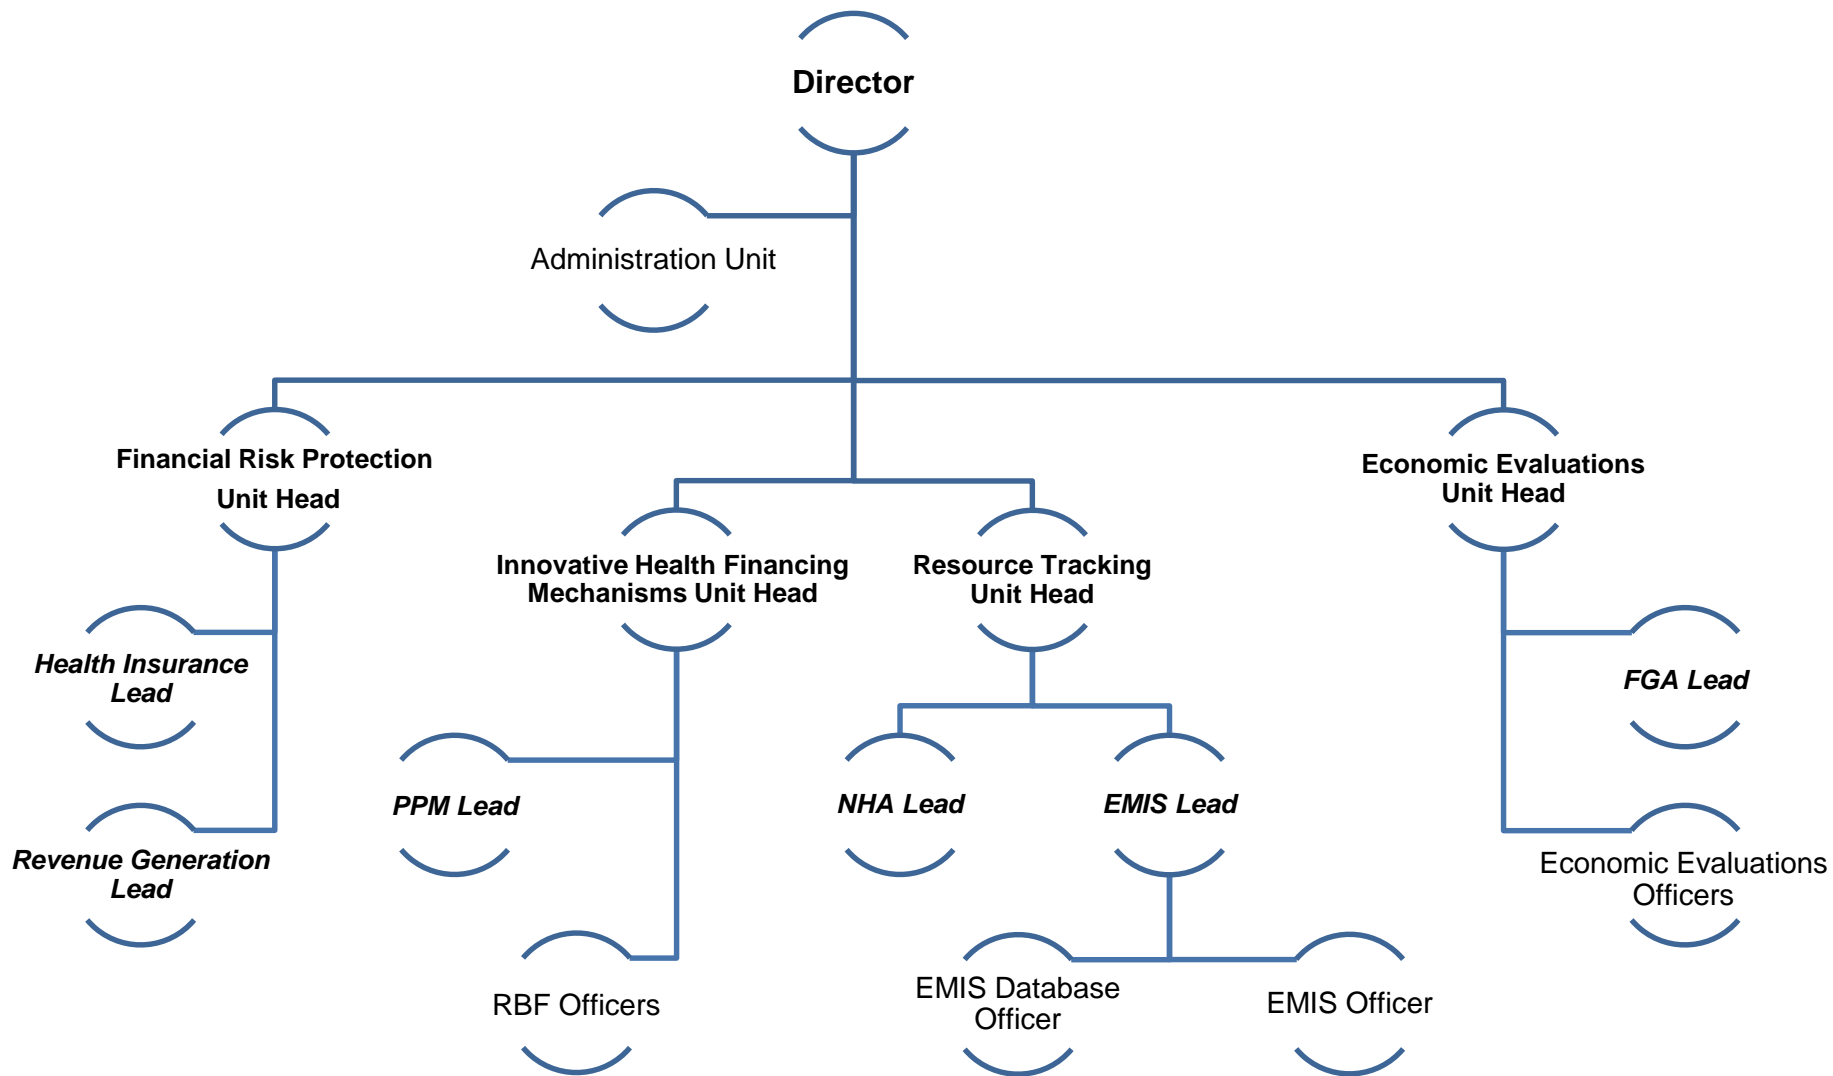 Director
Administration Unit
Financial Risk Protection
Unit Head
Economic Evaluations
Unit Head
Innovative Health Financing
Mechanisms Unit Head
Resource Tracking
Unit Head
Health Insurance
Lead
FGA Lead
PPM Lead
NHA Lead
EMIS Lead
Revenue Generation
Lead
Economic Evaluations
Officers
RBF Officers
EMIS Database
Officer
EMIS Officer